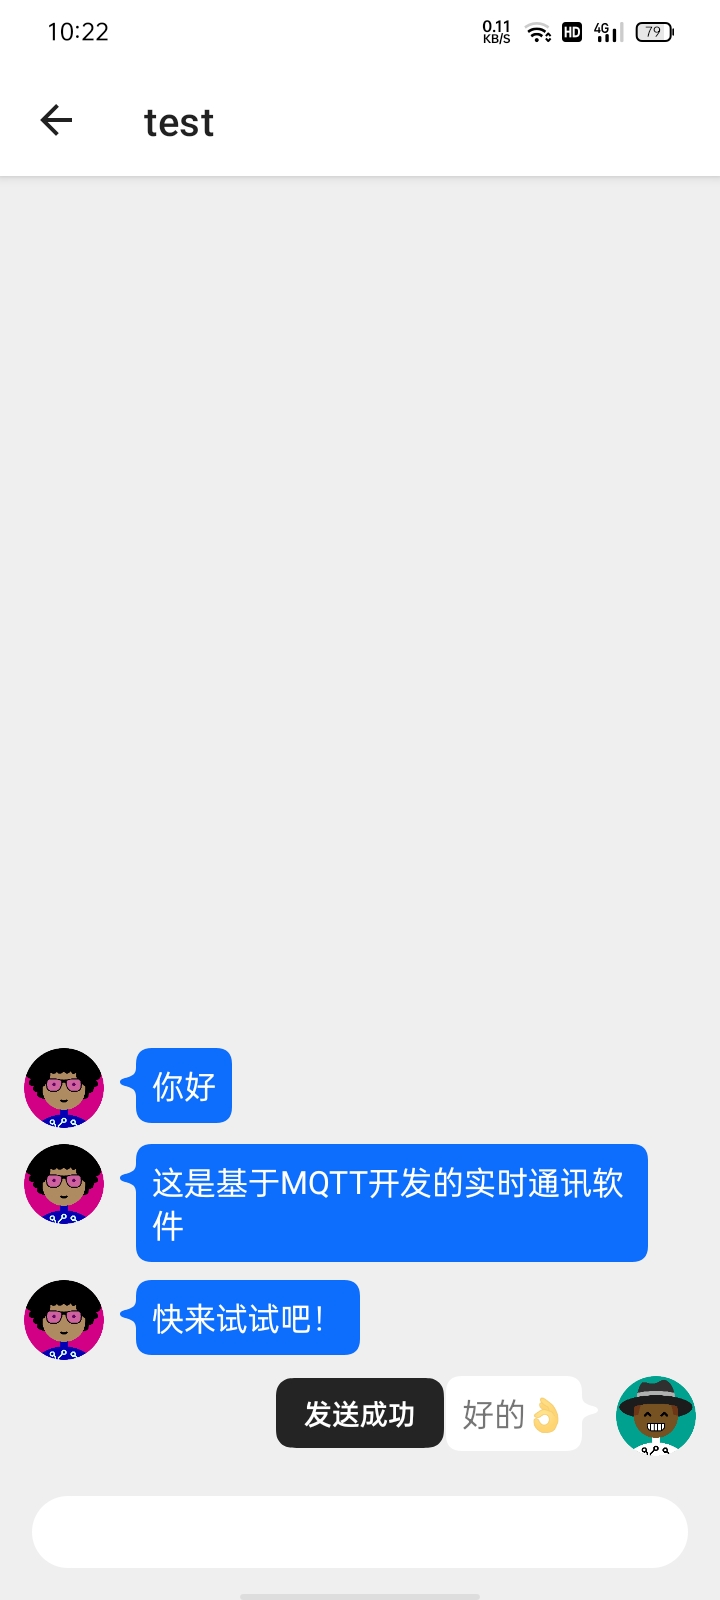 10:22
0.11
KB/S
HD
4G
79
test
你好
这是基于MQTT开发的实时通讯软
件
快来试试吧！
发送成功
好的👌